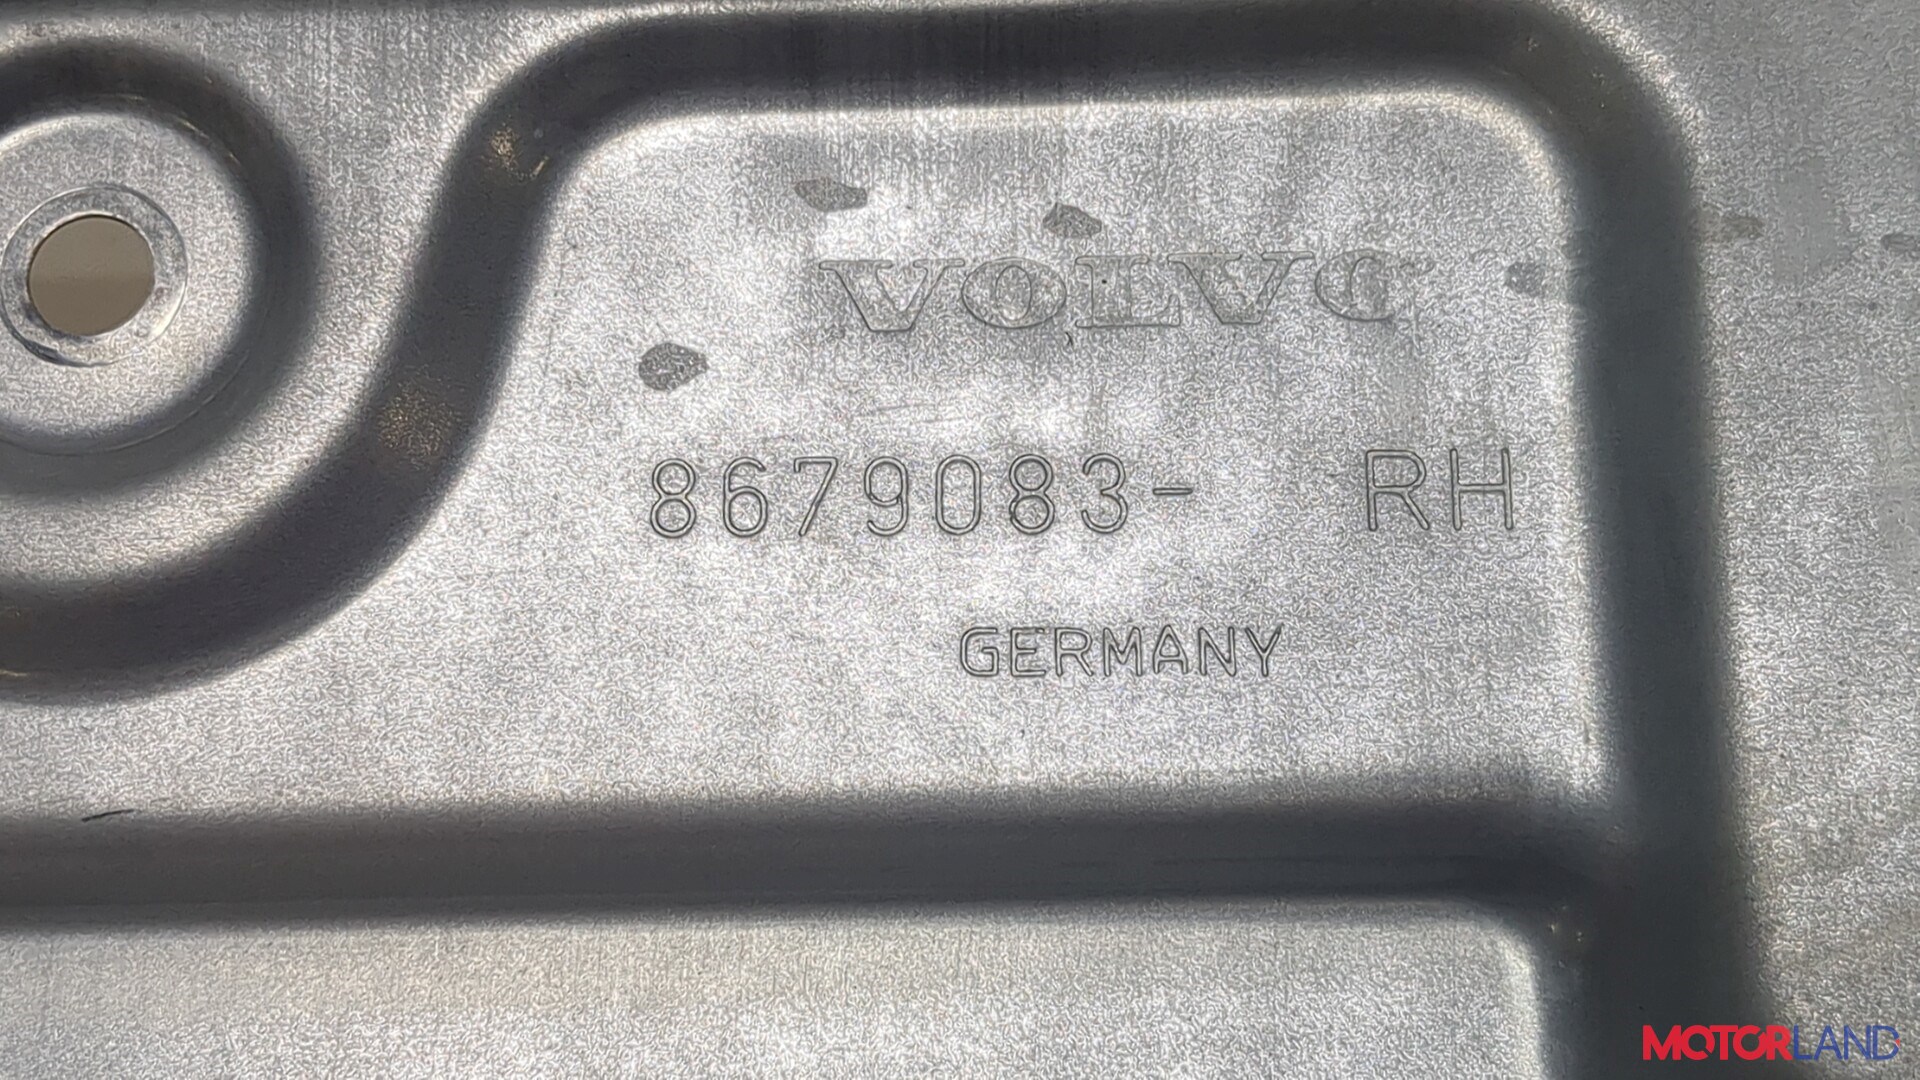 VOLVO
8679083- RH
GERMANY
MOTORLAND